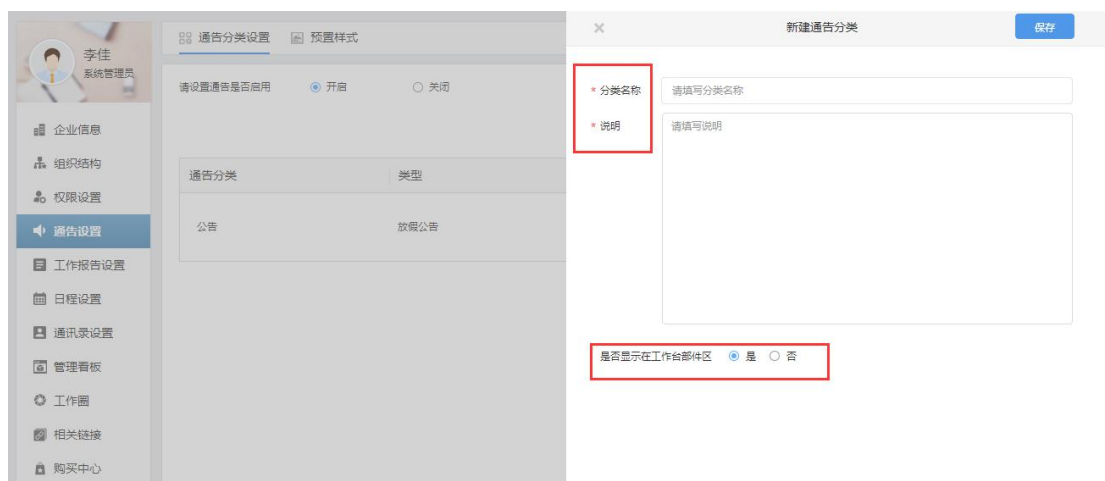 李佳
系统管理员
企业信息
组织结构
权限设置
通告设置
工作报告设置
日程设置
通讯录设置
管理看板
工作圈
相关链接
购买中心
通告分类设置 预置样式
请设置通告是否启用 开启 关闭
通告分类 类型
公告 放假公告
新建通告分类 保存
* 分类名称 请填写分类名称
* 说明 请填写说明
是否显示在工作台部件区 是 否